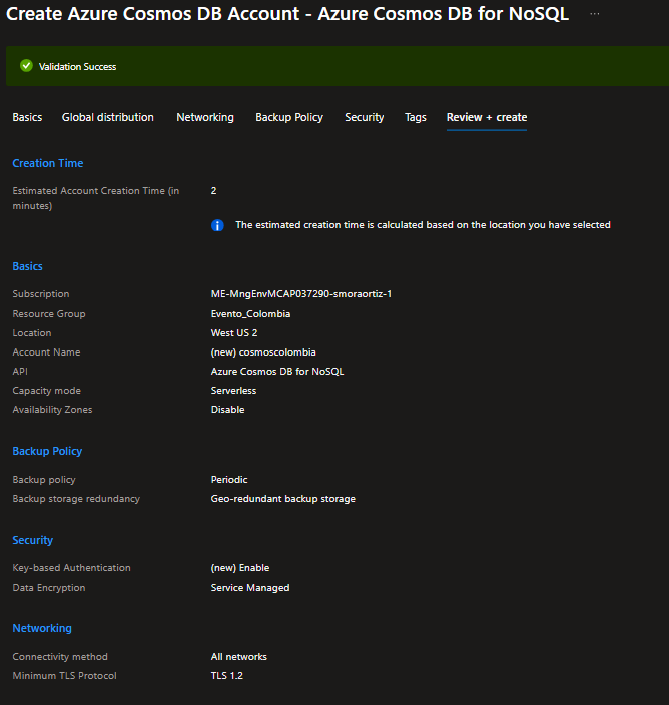 Create Azure Cosmos DB Account - Azure Cosmos DB for NoSQL ...
Validation Success
Basics Global distribution Networking Backup Policy Security Tags Review + create
Creation Time
Estimated Account Creation Time (in minutes) 2
The estimated creation time is calculated based on the location you have selected
Basics
Subscription ME-MngEnvMCAP037290-smoraortiz-1
Resource Group Evento_Colombia
Location West US 2
Account Name (new) cosmoscolombia
API Azure Cosmos DB for NoSQL
Capacity mode Serverless
Availability Zones Disable
Backup Policy
Backup policy Periodic
Backup storage redundancy Geo-redundant backup storage
Security
Key-based Authentication (new) Enable
Data Encryption Service Managed
Networking
Connectivity method All networks
Minimum TLS Protocol TLS 1.2